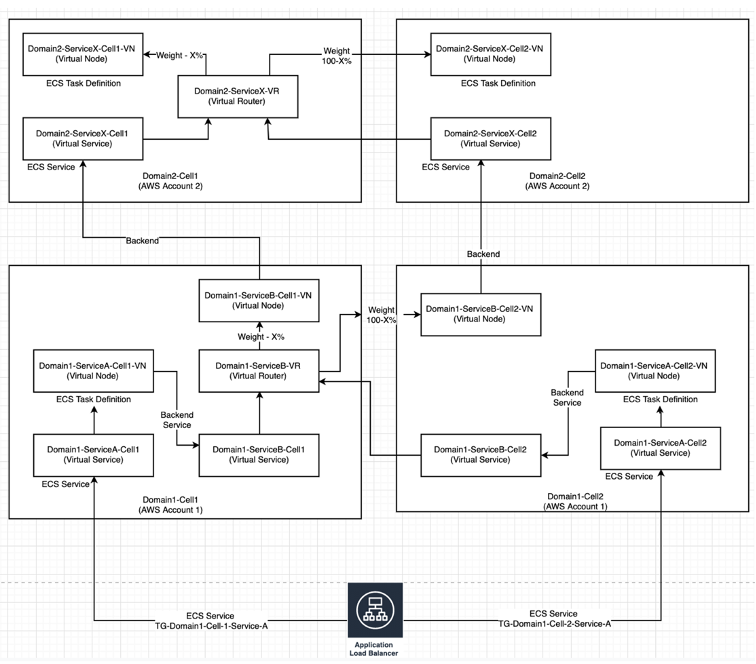 Domain2-ServiceX-Cell1-VN
(Virtual Node)
ECS Task Definition
Weight - X%
Domain2-ServiceX-VR
(Virtual Router)
Weight
100-X%
Domain2-ServiceX-Cell2-VN
(Virtual Node)
ECS Task Definition
Domain2-ServiceX-Cell1
(Virtual Service)
ECS Service
Domain2-Cell1
(AWS Account 2)
Domain2-ServiceX-Cell2
(Virtual Service)
ECS Service
Domain2-Cell2
(AWS Account 2)
Backend
Backend
Domain1-ServiceB-Cell1-VN
(Virtual Node)
Weight - X%
Weight
100-X%
Domain1-ServiceB-Cell2-VN
(Virtual Node)
Domain1-ServiceA-Cell1-VN
(Virtual Node)
ECS Task Definition
Domain1-ServiceB-VR
(Virtual Router)
Backend
Service
Domain1-ServiceA-Cell2-VN
(Virtual Node)
ECS Task Definition
Backend
Service
Domain1-ServiceA-Cell1
(Virtual Service)
ECS Service
Domain1-ServiceB-Cell1
(Virtual Service)
Domain1-Cell1
(AWS Account 1)
Domain1-ServiceB-Cell2
(Virtual Service)
Domain1-ServiceA-Cell2
(Virtual Service)
ECS Service
Domain1-Cell2
(AWS Account 1)
ECS Service
TG-Domain1-Cell-1-Service-A
ECS Service
TG-Domain1-Cell-2-Service-A
Application
Load Balancer